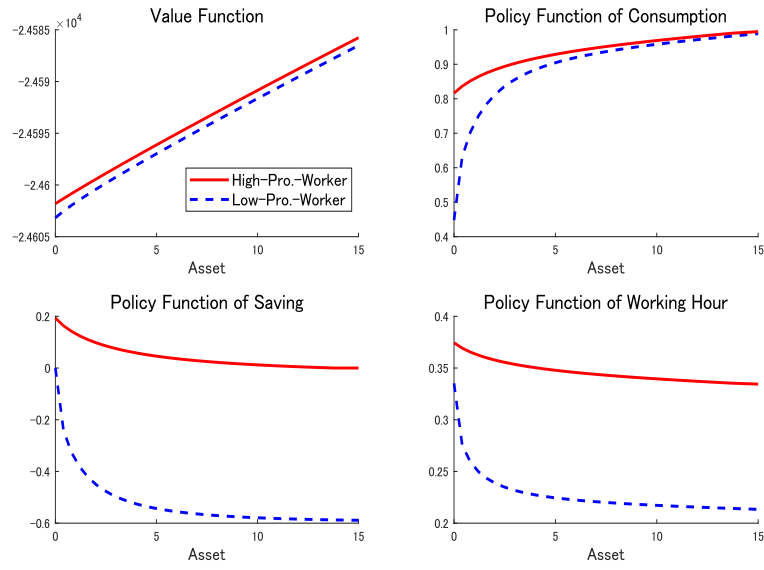 Value Function
×10⁴
-2.4585
-2.459
-2.4595
-2.46
-2.4605
0 5 10 15
Asset
High-Pro.-Worker
Low-Pro.-Worker
Policy Function of Consumption
1
0.9
0.8
0.7
0.6
0.5
0.4
0 5 10 15
Asset
Policy Function of Saving
0.2
0
-0.2
-0.4
-0.6
0 5 10 15
Asset
Policy Function of Working Hour
0.4
0.35
0.3
0.25
0.2
0 5 10 15
Asset